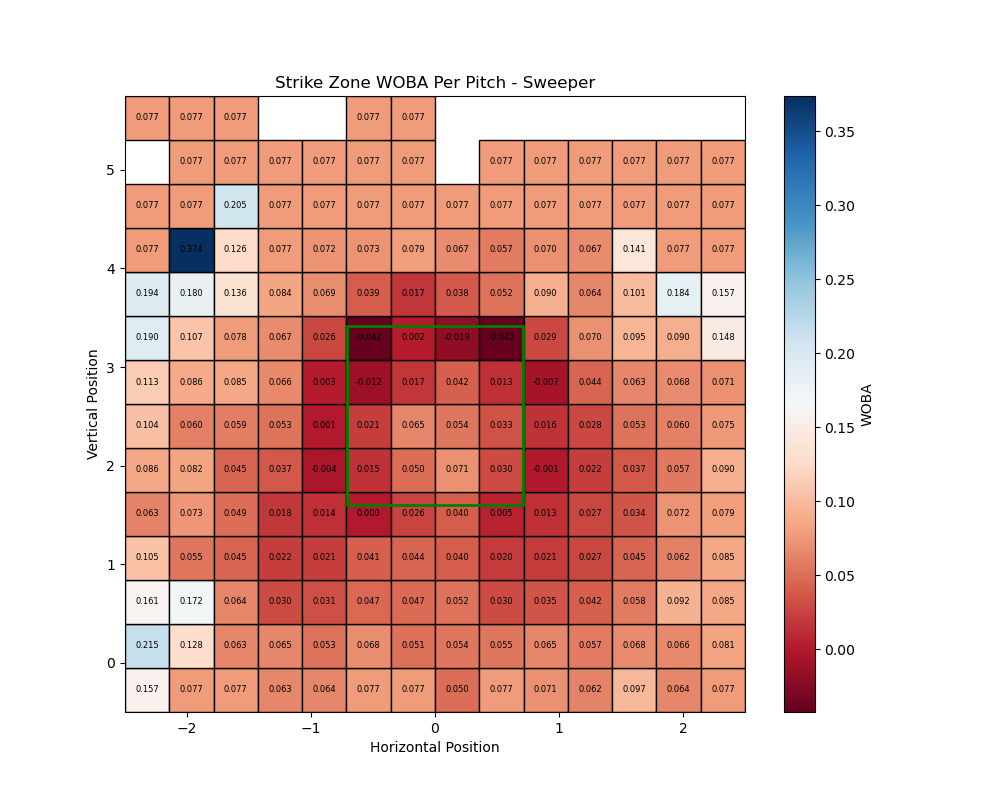 Strike Zone WOBA Per Pitch - Sweeper
0.077 0.077 0.077 0.077 0.077
5 0.077 0.077 0.077 0.077 0.077 0.077 0.077 0.077 0.077 0.077 0.077 0.077
0.077 0.077 0.205 0.077 0.077 0.077 0.077 0.077 0.077 0.077 0.077 0.077 0.077 0.077
4 0.077 0.374 0.126 0.077 0.072 0.073 0.079 0.067 0.057 0.070 0.067 0.141 0.077 0.077
0.194 0.180 0.136 0.084 0.069 0.039 0.017 0.038 0.052 0.090 0.064 0.101 0.184 0.157
0.190 0.107 0.078 0.067 0.026 -0.042 0.002 -0.019 -0.042 0.029 0.070 0.095 0.090 0.148
3 0.113 0.086 0.085 0.066 0.003 -0.012 0.017 0.042 0.013 -0.007 0.044 0.063 0.068 0.071
0.104 0.060 0.059 0.053 0.001 0.021 0.065 0.054 0.033 0.016 0.028 0.053 0.060 0.075
2 0.086 0.082 0.045 0.037 -0.004 0.015 0.050 0.071 0.030 -0.001 0.022 0.037 0.057 0.090
0.063 0.073 0.049 0.018 0.014 0.000 0.026 0.040 0.005 0.013 0.027 0.034 0.072 0.079
1 0.105 0.055 0.045 0.022 0.021 0.041 0.044 0.040 0.020 0.021 0.027 0.045 0.062 0.085
0.161 0.172 0.064 0.030 0.031 0.047 0.047 0.052 0.030 0.035 0.042 0.058 0.092 0.085
0 0.215 0.128 0.063 0.065 0.053 0.068 0.051 0.054 0.055 0.065 0.057 0.068 0.066 0.081
0.157 0.077 0.077 0.063 0.064 0.077 0.077 0.050 0.077 0.071 0.062 0.097 0.064 0.077
−2 −1 0 1 2
Horizontal Position
Vertical Position
0.35
0.30
0.25
0.20
0.15
0.10
0.05
0.00
WOBA